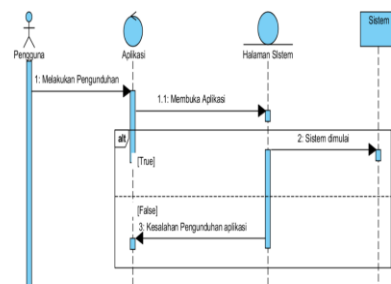 Pengguna
Aplikasi
Halaman SIstem
Sistem
1: Melakukan Pengunduhan
1.1: Membuka Aplikasi
alt
2: Sistem dimulai
[True]
[False]
3: Kesalahan Pengunduhan aplikasi